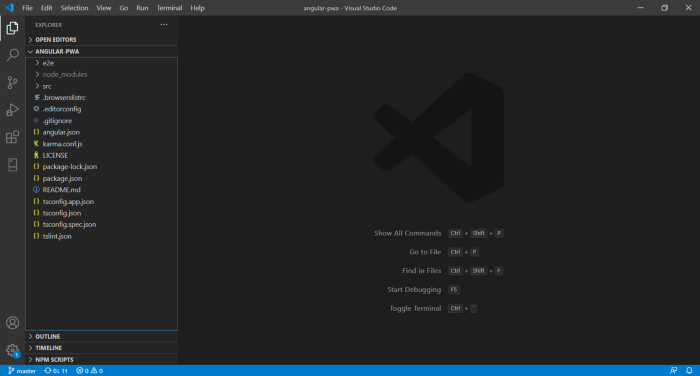 File Edit Selection View Go Run Terminal Help
angular-pwa - Visual Studio Code
EXPLORER
OPEN EDITORS
ANGULAR-PWA
e2e
node_modules
src
.browserslistrc
.editorconfig
.gitignore
angular.json
karma.conf.js
LICENSE
package-lock.json
package.json
README.md
tsconfig.app.json
tsconfig.json
tsconfig.spec.json
tslint.json
Show All Commands Ctrl + Shift + P
Go to File Ctrl + P
Find in Files Ctrl + Shift + F
Start Debugging F5
Toggle Terminal Ctrl + `
OUTLINE
TIMELINE
NPM SCRIPTS
1
master 0↓ 1↑ 0 0